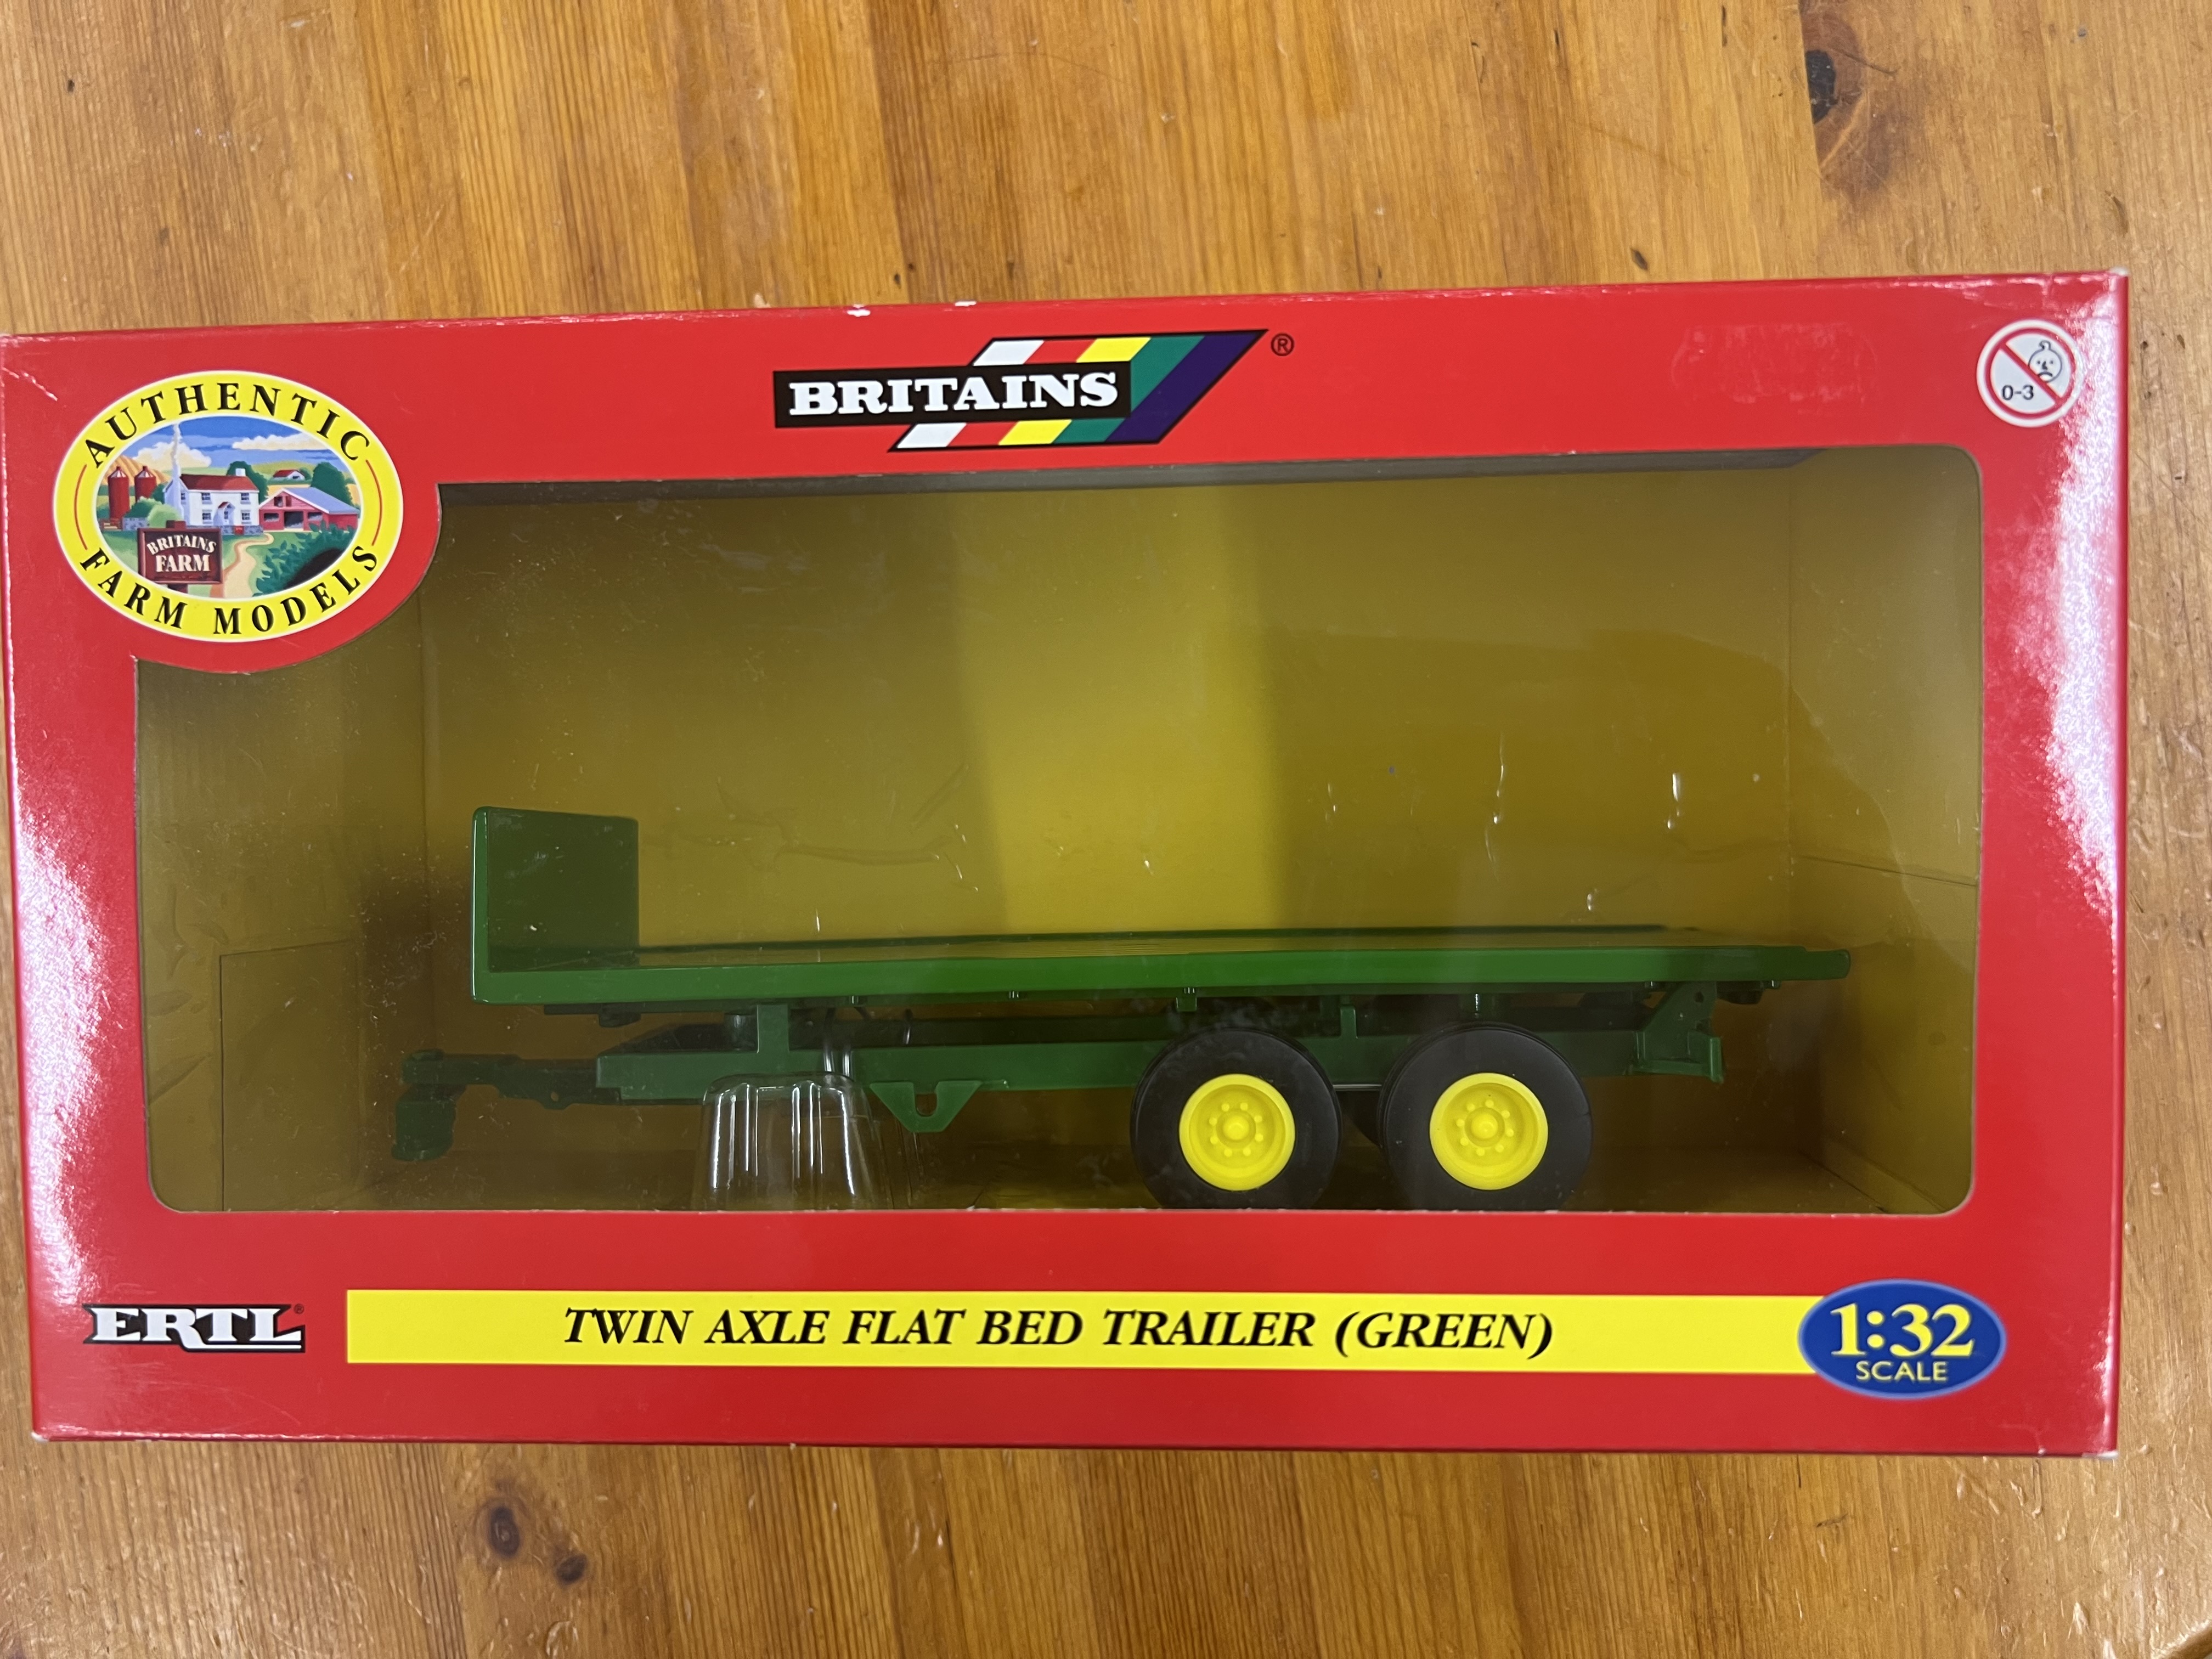 BRITAINS®
AUTHENTIC
BRITAINS
FARM
FARM MODELS
0-3
ERTL®
TWIN AXLE FLAT BED TRAILER (GREEN)
1:32
SCALE